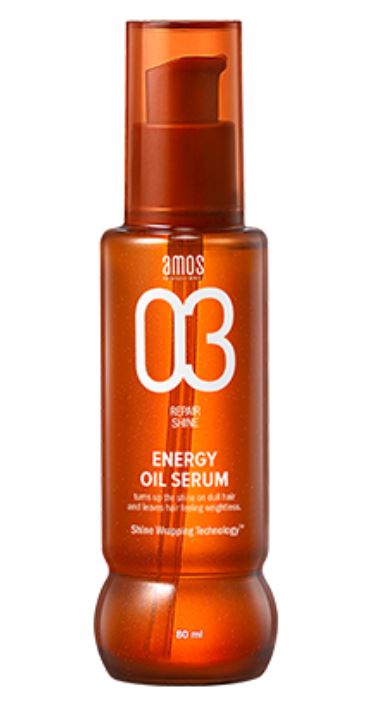 amos
PROFESSIONAL
03
REPAIR
SHINE
ENERGY
OIL SERUM
turns up the shine on dull hair
and leaves hair feeling weightless.
Shine Wrapping Technology™
80 ml